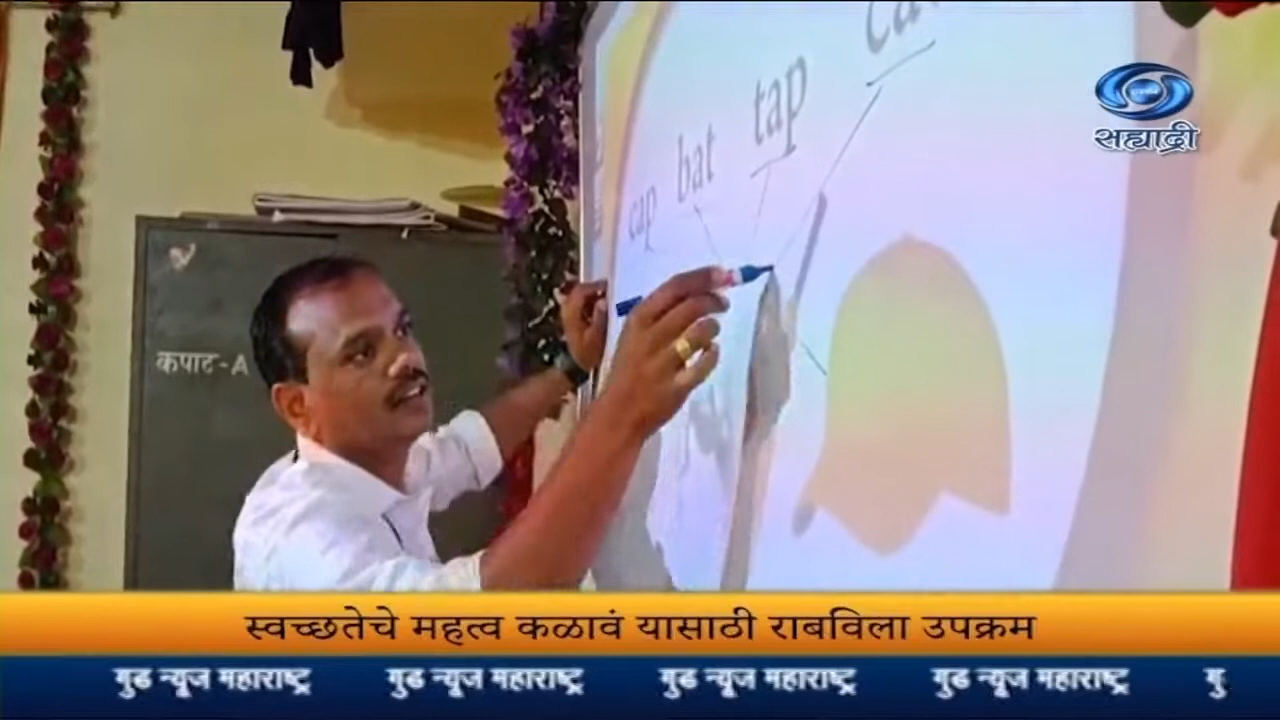 tap
bat
cap
सह्याद्री
कपाट-A
स्वच्छतेचे महत्व कळावं यासाठी राबविला उपक्रम
गुड न्यूज महाराष्ट्र गुड न्यूज महाराष्ट्र गुड न्यूज महाराष्ट्र गुड न्यूज महाराष्ट्र गु